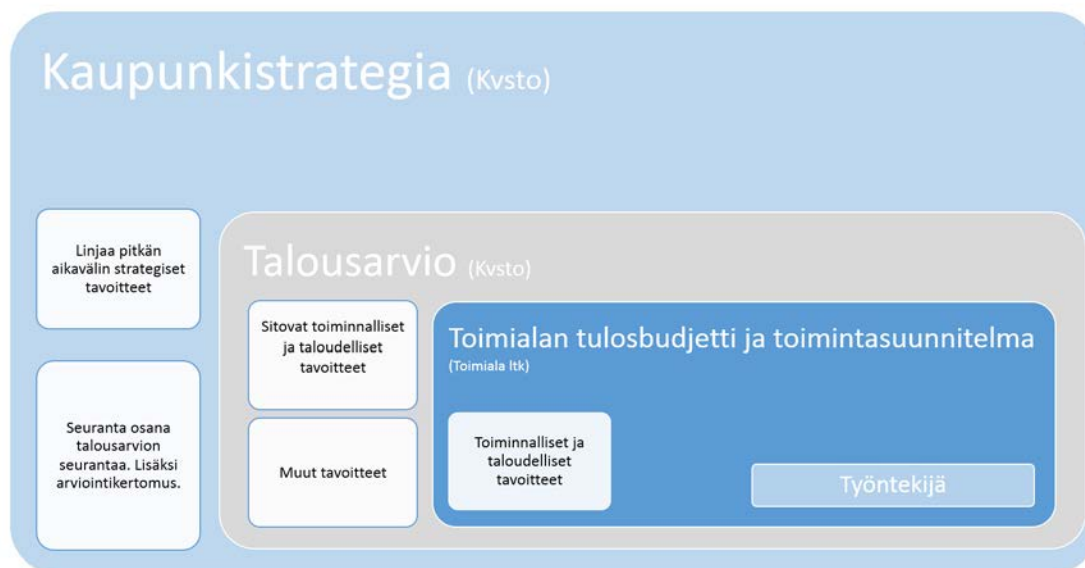 Kaupunkistrategia (Kvsto)
Linjaa pitkän
aikavälin strategiset
tavoitteet
Seuranta osana
talousarvion
seurantaa. Lisäksi
arviointikertomus.
Talousarvio (Kvsto)
Sitovat toiminnalliset
ja taloudelliset
tavoitteet
Muut tavoitteet
Toimialan tulosbudjetti ja toimintasuunnitelma
(Toimiala ltk)
Toiminnalliset ja
taloudelliset
tavoitteet
Työntekijä